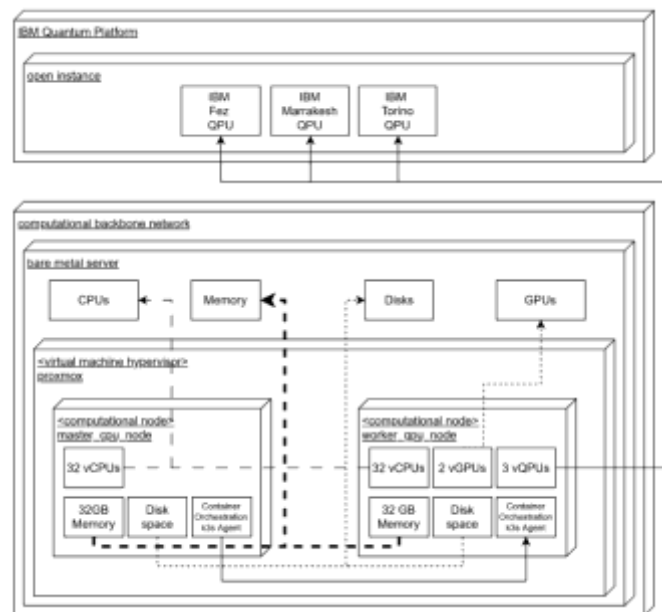 IBM Quantum Platform
open instance
IBM
Fez
QPU
IBM
Marrakesh
QPU
IBM
Torino
QPU
computational backbone network
bare metal server
CPUs
Memory
Disks
GPUs
<virtual machine hypervisor>
proxmox
<computational node>
master_cpu_node
32 vCPUs
32GB
Memory
Disk
space
Container
Orchestration
k3s Agent
<computational node>
worker_gpu_node
32 vCPUs
2 vGPUs
3 vQPUs
32 GB
Memory
Disk
space
Container
Orchestration
k3s Agent